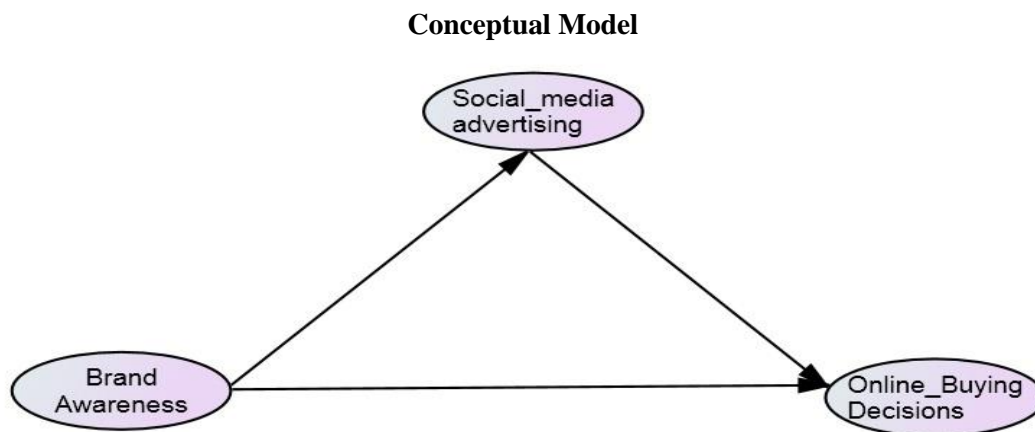 Conceptual Model
Social_media
advertising
Brand
Awareness
Online_Buying
Decisions